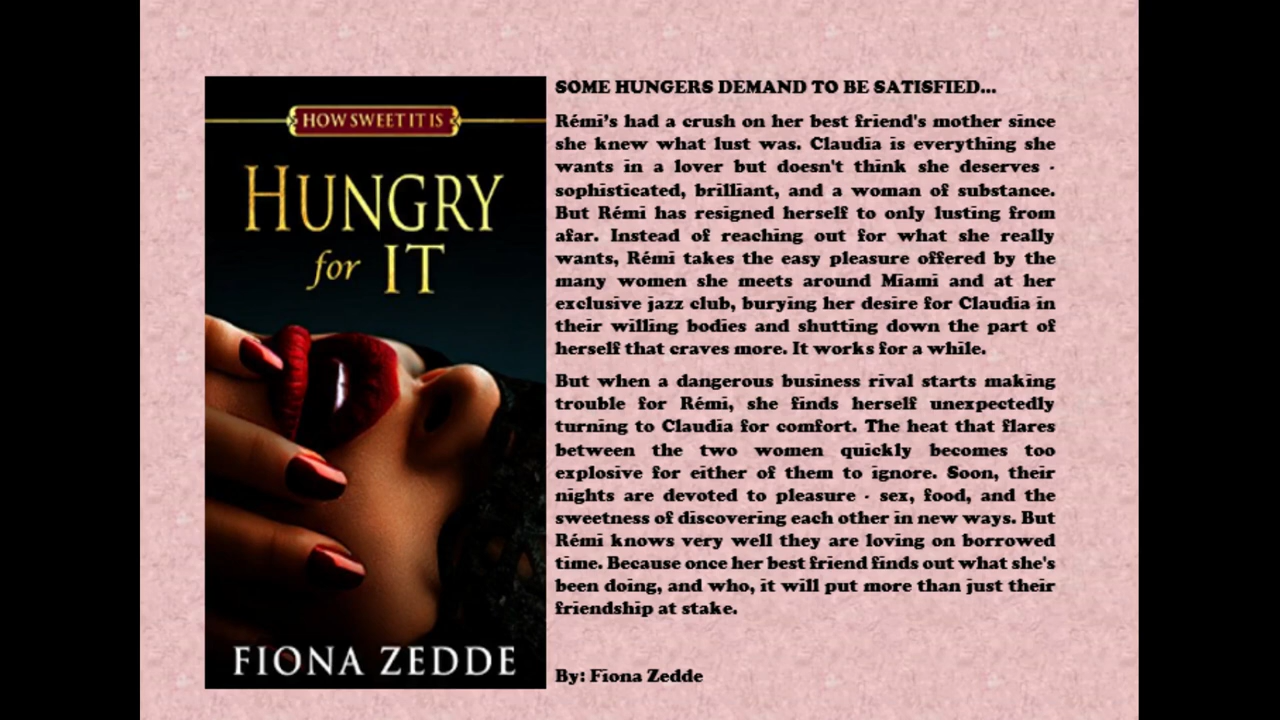 HOW SWEET IT IS
HUNGRY
for IT
FIONA ZEDDE
SOME HUNGERS DEMAND TO BE SATISFIED...
Rémi's had a crush on her best friend's mother since
she knew what lust was. Claudia is everything she
wants in a lover but doesn't think she deserves -
sophisticated, brilliant, and a woman of substance.
But Rémi has resigned herself to only lusting from
afar. Instead of reaching out for what she really
wants, Rémi takes the easy pleasure offered by the
many women she meets around Miami and at her
exclusive jazz club, burying her desire for Claudia in
their willing bodies and shutting down the part of
herself that craves more. It works for a while.
But when a dangerous business rival starts making
trouble for Rémi, she finds herself unexpectedly
turning to Claudia for comfort. The heat that flares
between the two women quickly becomes too
explosive for either of them to ignore. Soon, their
nights are devoted to pleasure - sex, food, and the
sweetness of discovering each other in new ways. But
Rémi knows very well they are loving on borrowed
time. Because once her best friend finds out what she's
been doing, and who, it will put more than just their
friendship at stake.
By: Fiona Zedde